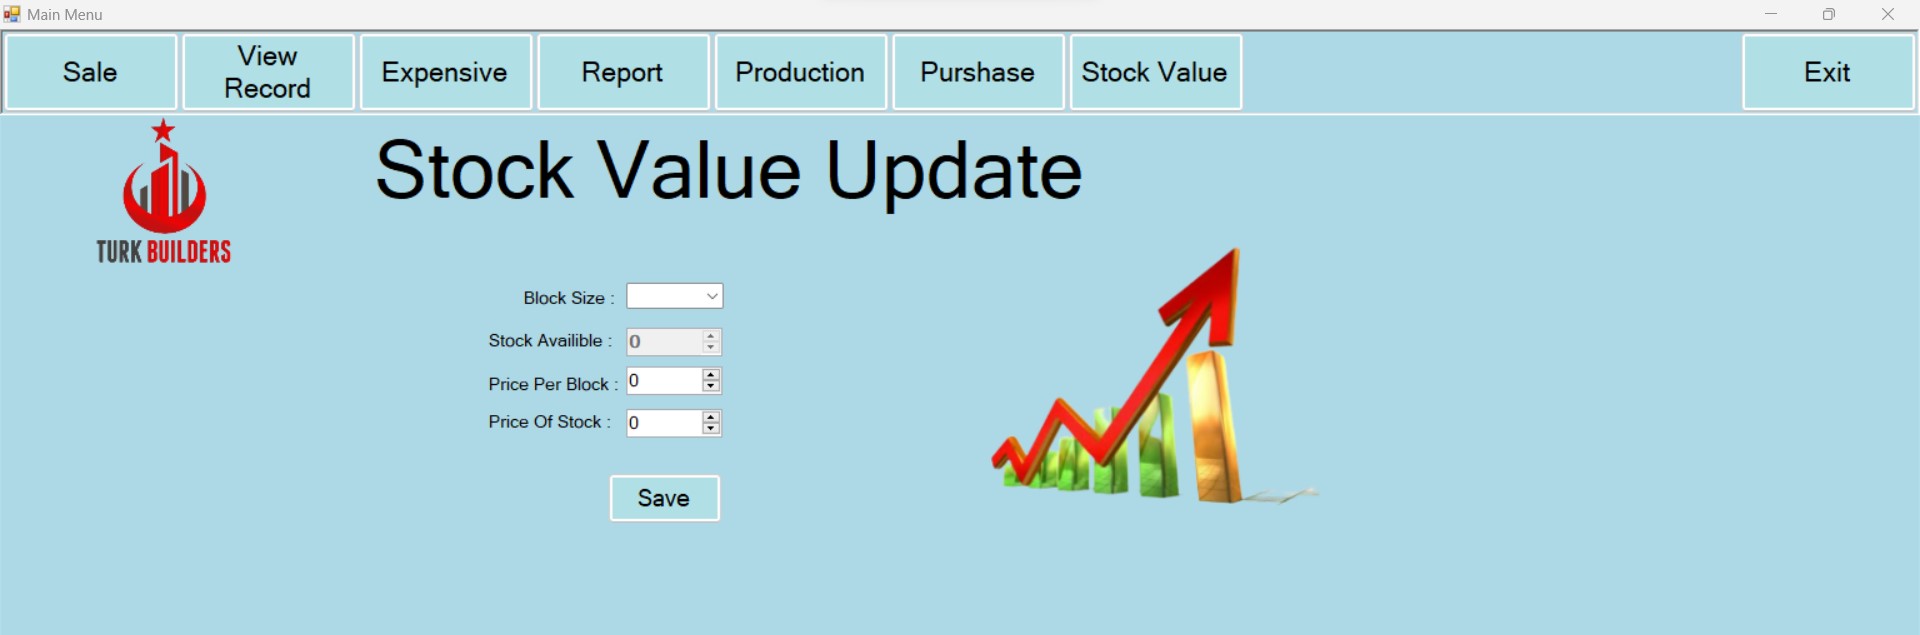 Main Menu
Sale
View
Record
Expensive
Report
Production
Purshase
Stock Value
Exit
TURK BUILDERS
Stock Value Update
Block Size :
Stock Availible : 0
Price Per Block : 0
Price Of Stock : 0
Save